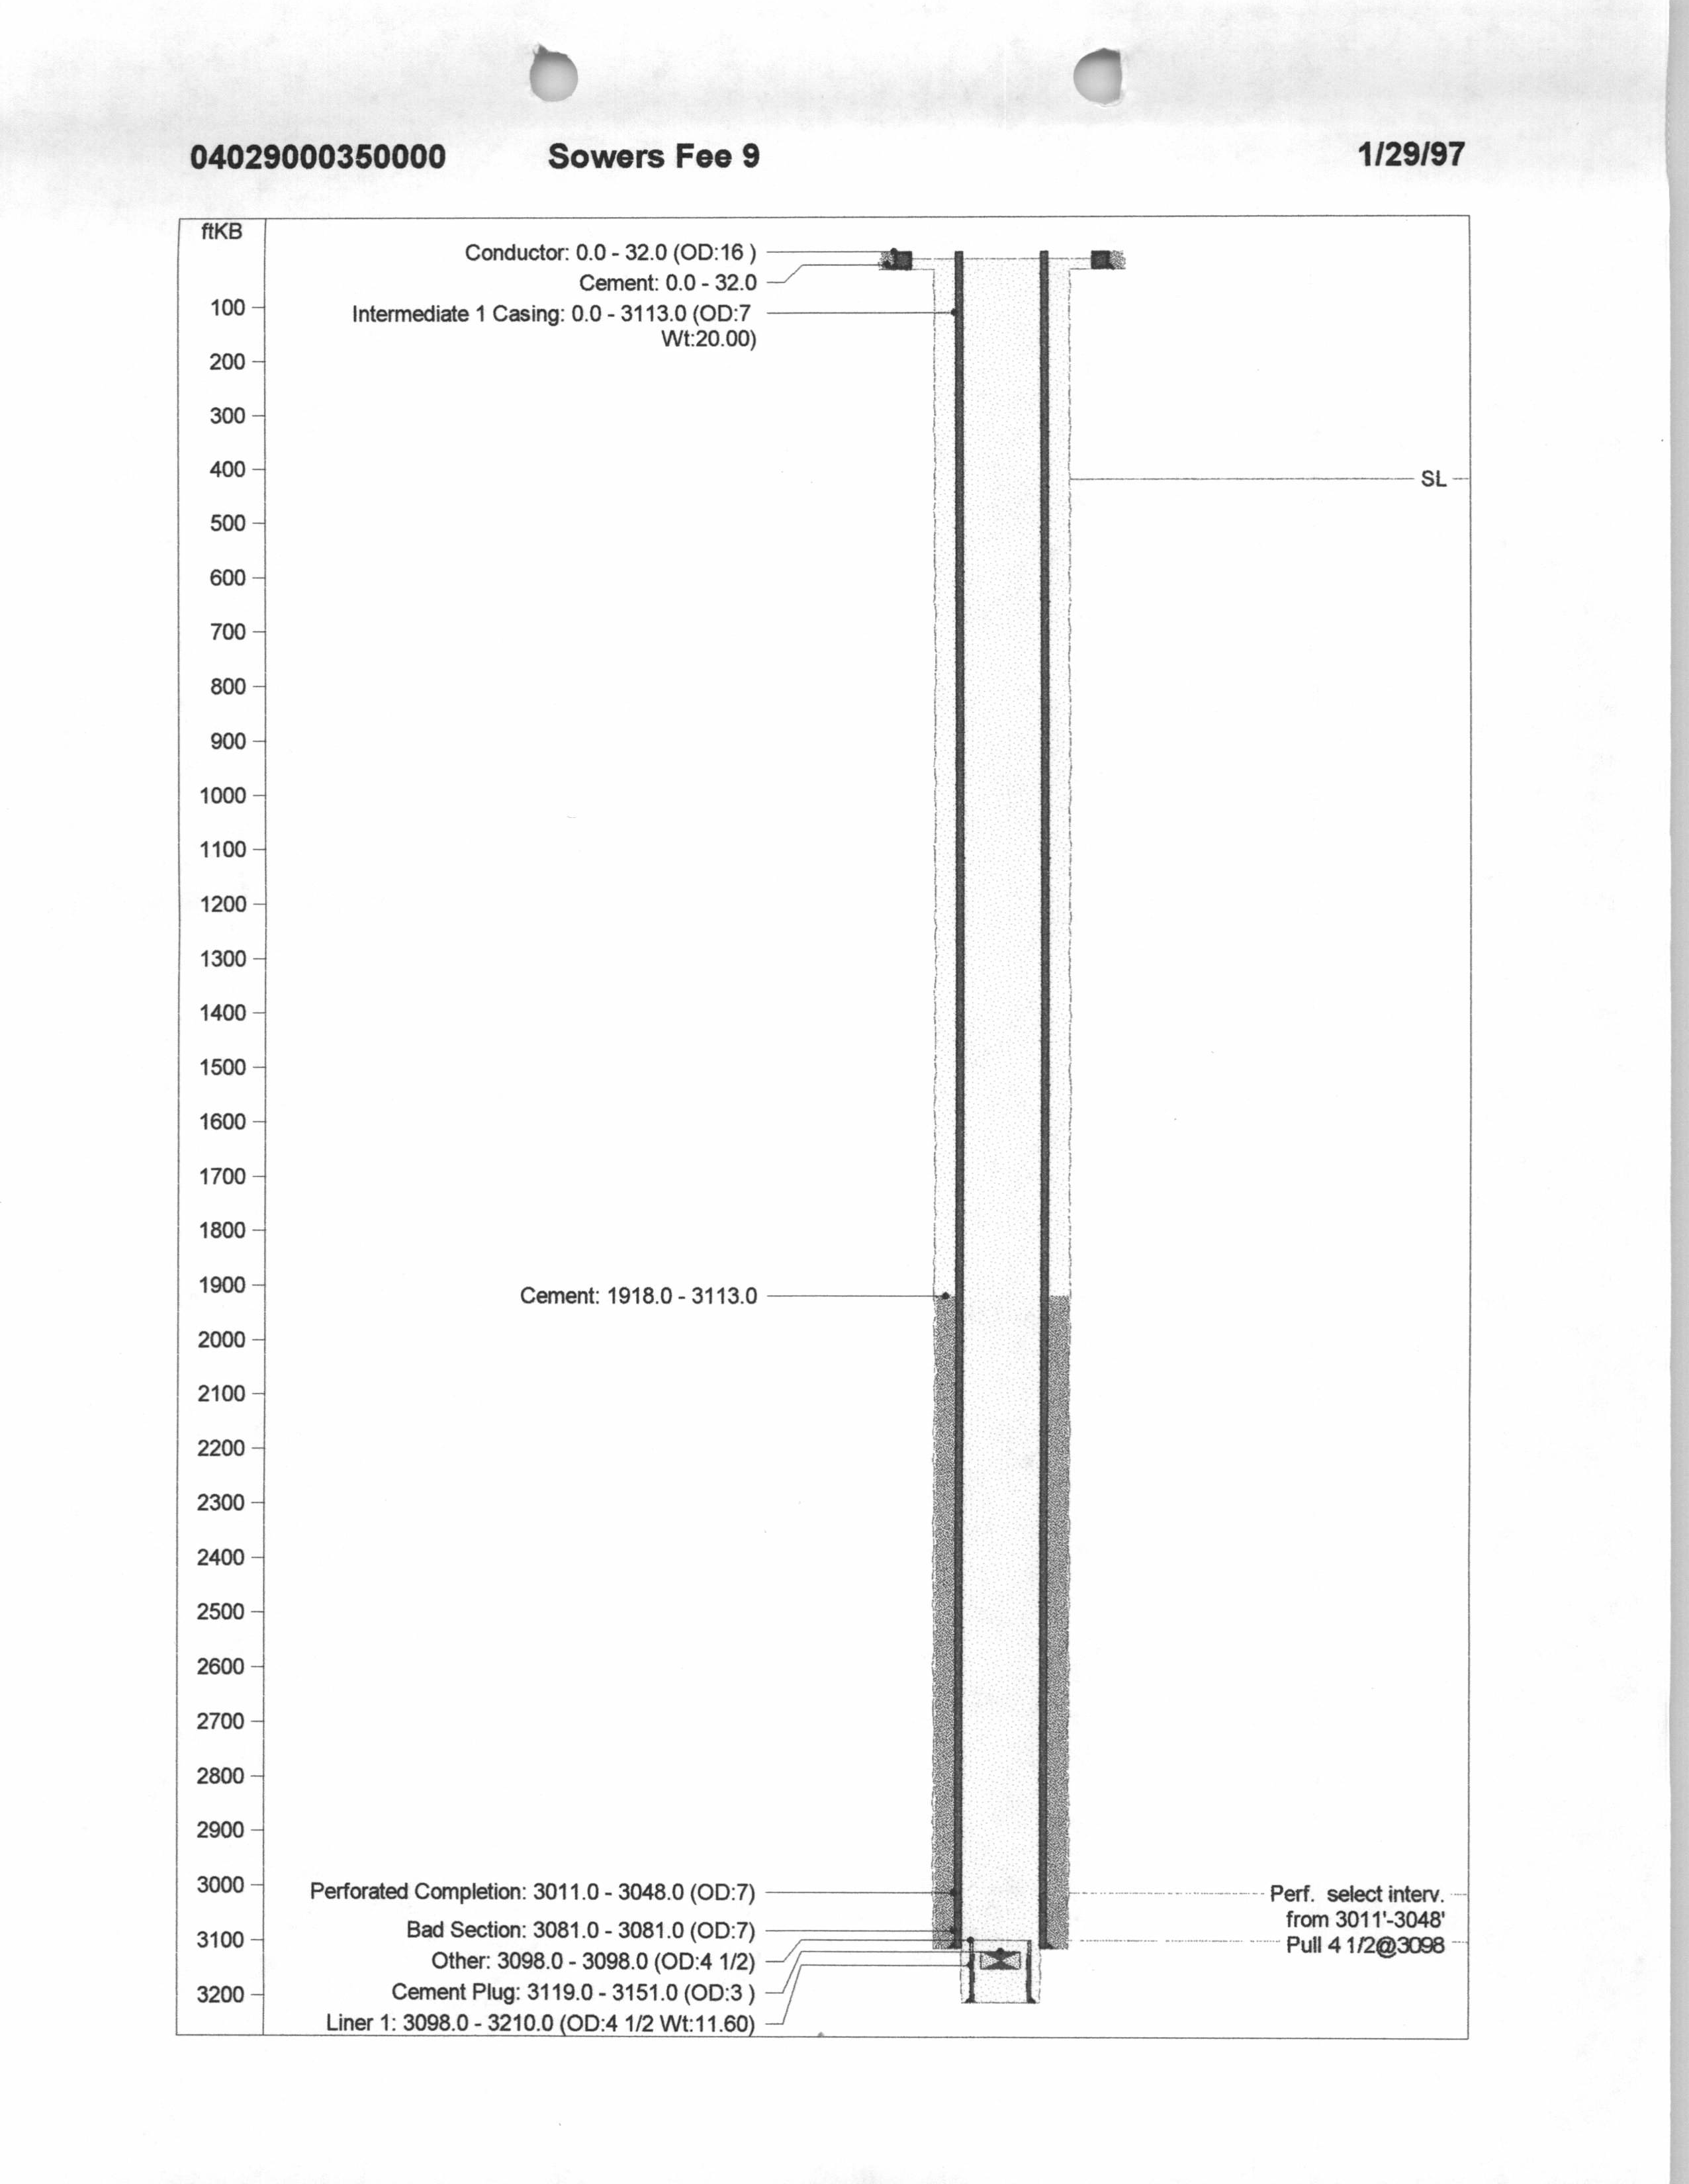 04029000350000 Sowers Fee 9 1/29/97
ftKB
Conductor: 0.0 - 32.0 (OD:16 )
Cement: 0.0 - 32.0
100
Intermediate 1 Casing: 0.0 - 3113.0 (OD:7
Wt:20.00)
200
300
400
SL
500
600
700
800
900
1000
1100
1200
1300
1400
1500
1600
1700
1800
1900
Cement: 1918.0 - 3113.0
2000
2100
2200
2300
2400
2500
2600
2700
2800
2900
3000
Perforated Completion: 3011.0 - 3048.0 (OD:7)
Perf. select interv.
from 3011'-3048'
Bad Section: 3081.0 - 3081.0 (OD:7)
3100
Pull 4 1/2@3098
Other: 3098.0 - 3098.0 (OD:4 1/2)
Cement Plug: 3119.0 - 3151.0 (OD:3 )
3200
Liner 1: 3098.0 - 3210.0 (OD:4 1/2 Wt:11.60)